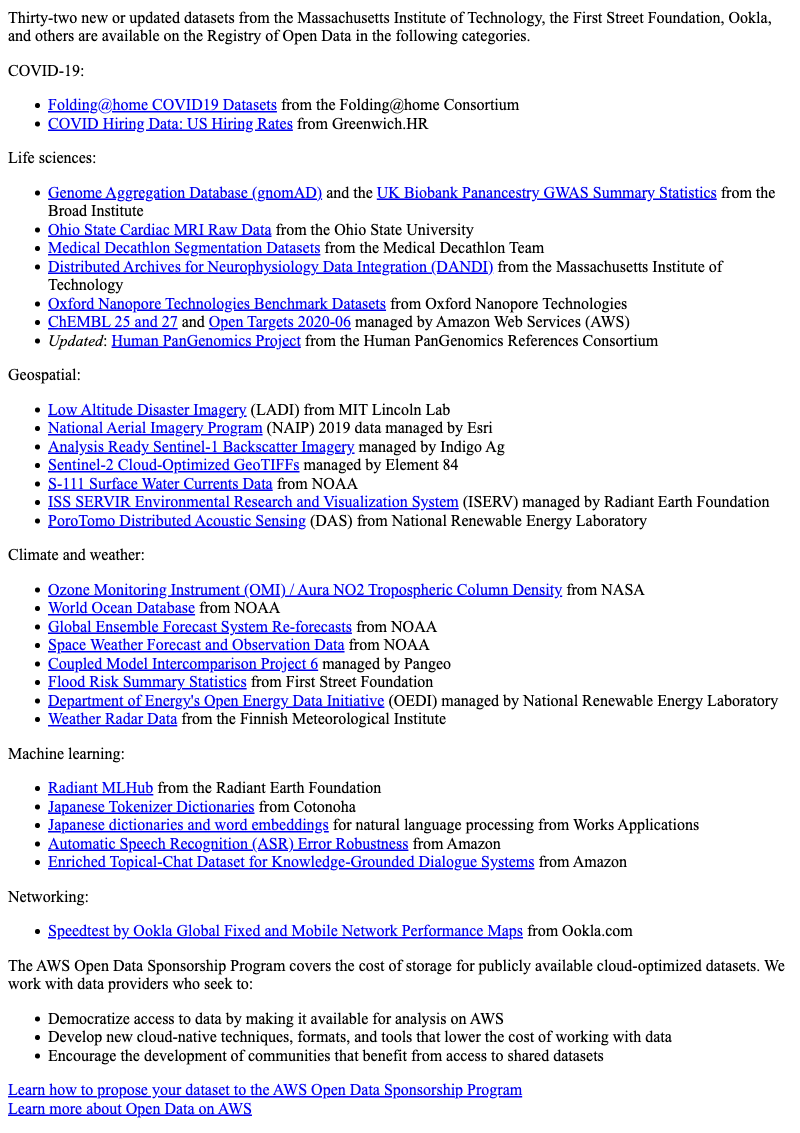 Thirty-two new or updated datasets from the Massachusetts Institute of Technology, the First Street Foundation, Ookla,
and others are available on the Registry of Open Data in the following categories.
COVID-19:
• Folding@home COVID19 Datasets from the Folding@home Consortium
• COVID Hiring Data: US Hiring Rates from Greenwich.HR
Life sciences:
• Genome Aggregation Database (gnomAD) and the UK Biobank Panancestry GWAS Summary Statistics from the
Broad Institute
• Ohio State Cardiac MRI Raw Data from the Ohio State University
• Medical Decathlon Segmentation Datasets from the Medical Decathlon Team
• Distributed Archives for Neurophysiology Data Integration (DANDI) from the Massachusetts Institute of
Technology
• Oxford Nanopore Technologies Benchmark Datasets from Oxford Nanopore Technologies
• ChEMBL 25 and 27 and Open Targets 2020-06 managed by Amazon Web Services (AWS)
• Updated: Human PanGenomics Project from the Human PanGenomics References Consortium
Geospatial:
• Low Altitude Disaster Imagery (LADI) from MIT Lincoln Lab
• National Aerial Imagery Program (NAIP) 2019 data managed by Esri
• Analysis Ready Sentinel-1 Backscatter Imagery managed by Indigo Ag
• Sentinel-2 Cloud-Optimized GeoTIFFs managed by Element 84
• S-111 Surface Water Currents Data from NOAA
• ISS SERVIR Environmental Research and Visualization System (ISERV) managed by Radiant Earth Foundation
• PoroTomo Distributed Acoustic Sensing (DAS) from National Renewable Energy Laboratory
Climate and weather:
• Ozone Monitoring Instrument (OMI) / Aura NO2 Tropospheric Column Density from NASA
• World Ocean Database from NOAA
• Global Ensemble Forecast System Re-forecasts from NOAA
• Space Weather Forecast and Observation Data from NOAA
• Coupled Model Intercomparison Project 6 managed by Pangeo
• Flood Risk Summary Statistics from First Street Foundation
• Department of Energy's Open Energy Data Initiative (OEDI) managed by National Renewable Energy Laboratory
• Weather Radar Data from the Finnish Meteorological Institute
Machine learning:
• Radiant MLHub from the Radiant Earth Foundation
• Japanese Tokenizer Dictionaries from Cotonoha
• Japanese dictionaries and word embeddings for natural language processing from Works Applications
• Automatic Speech Recognition (ASR) Error Robustness from Amazon
• Enriched Topical-Chat Dataset for Knowledge-Grounded Dialogue Systems from Amazon
Networking:
• Speedtest by Ookla Global Fixed and Mobile Network Performance Maps from Ookla.com
The AWS Open Data Sponsorship Program covers the cost of storage for publicly available cloud-optimized datasets. We
work with data providers who seek to:
• Democratize access to data by making it available for analysis on AWS
• Develop new cloud-native techniques, formats, and tools that lower the cost of working with data
• Encourage the development of communities that benefit from access to shared datasets
Learn how to propose your dataset to the AWS Open Data Sponsorship Program
Learn more about Open Data on AWS